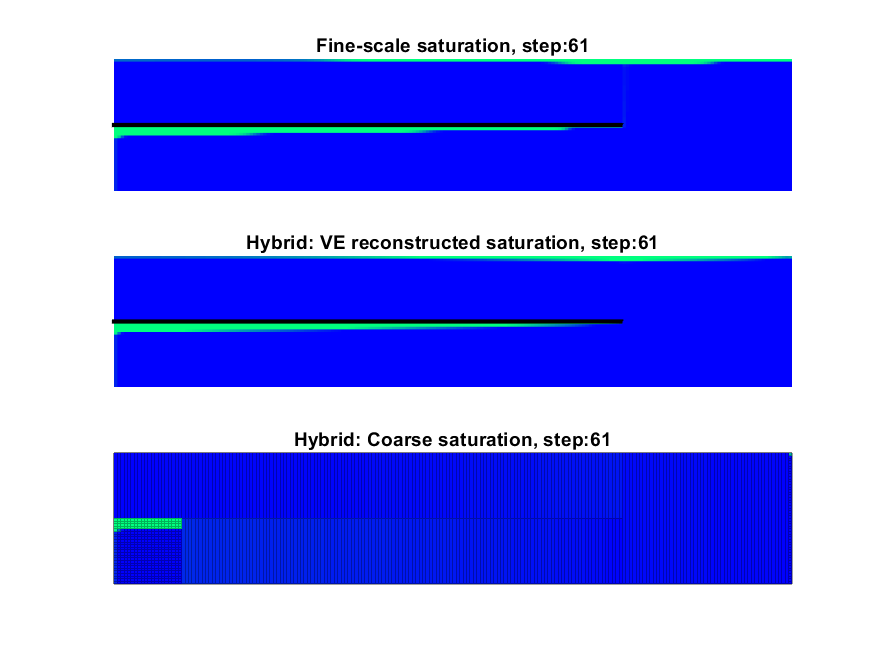 Fine-scale saturation, step:61
Hybrid: VE reconstructed saturation, step:61
Hybrid: Coarse saturation, step:61